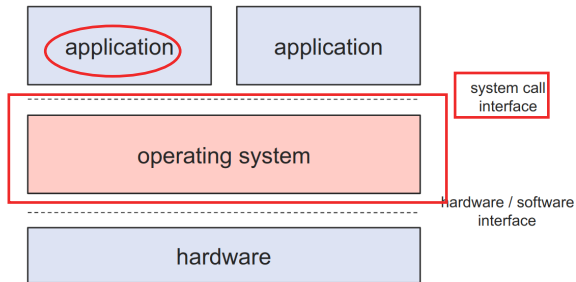 application
application
system call
interface
operating system
hardware / software
interface
hardware